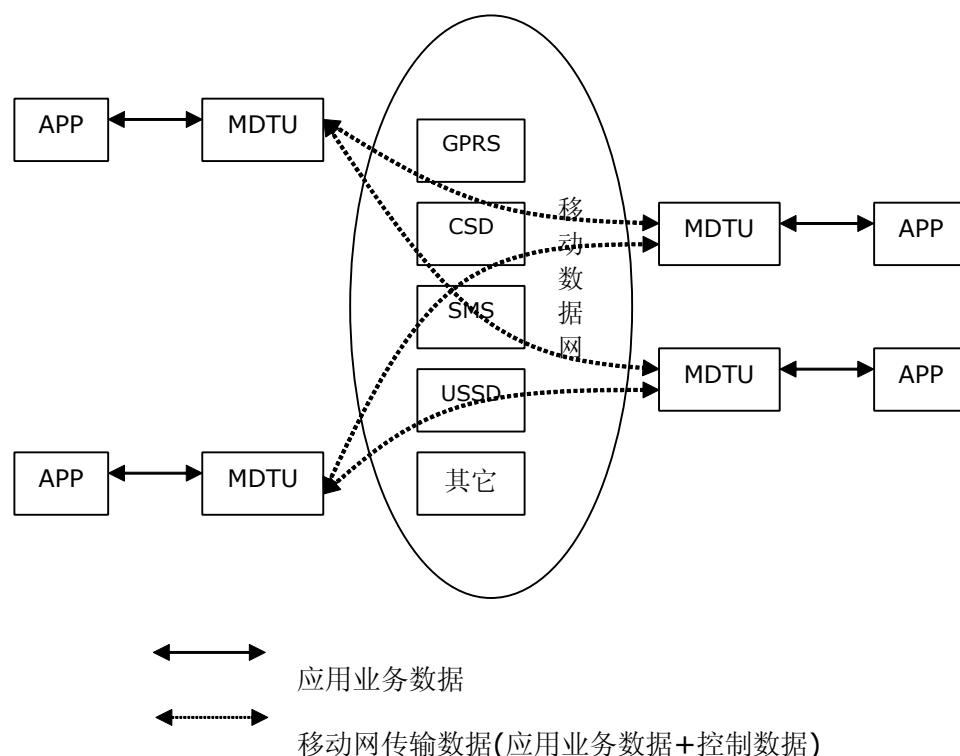 GPRS
APP
MDTU
CSD
移动数据网
MDTU
APP
SMS
MDTU
APP
USSD
APP
MDTU
其它
应用业务数据
移动网传输数据(应用业务数据+控制数据)